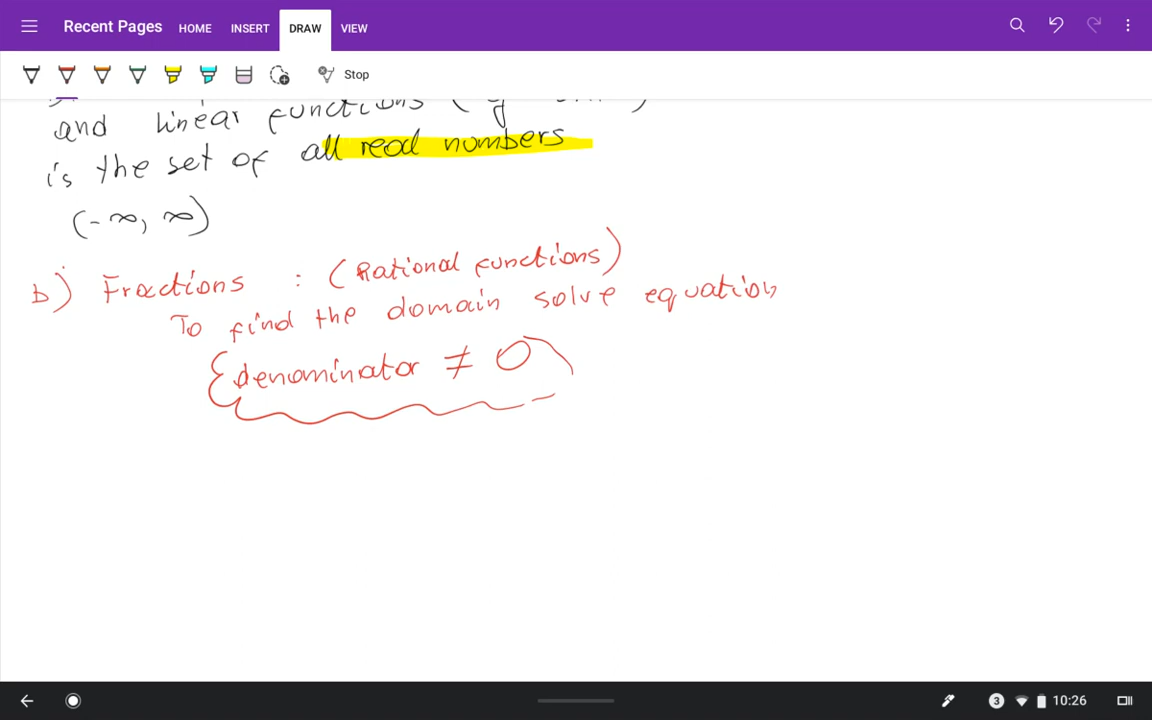 Recent Pages HOME INSERT DRAW VIEW
Stop
and linear functions (
is the set of all real numbers
(-∞, ∞)
b) Fractions : (Rational functions)
To find the domain solve equation
denominator ≠ 0
3 10:26